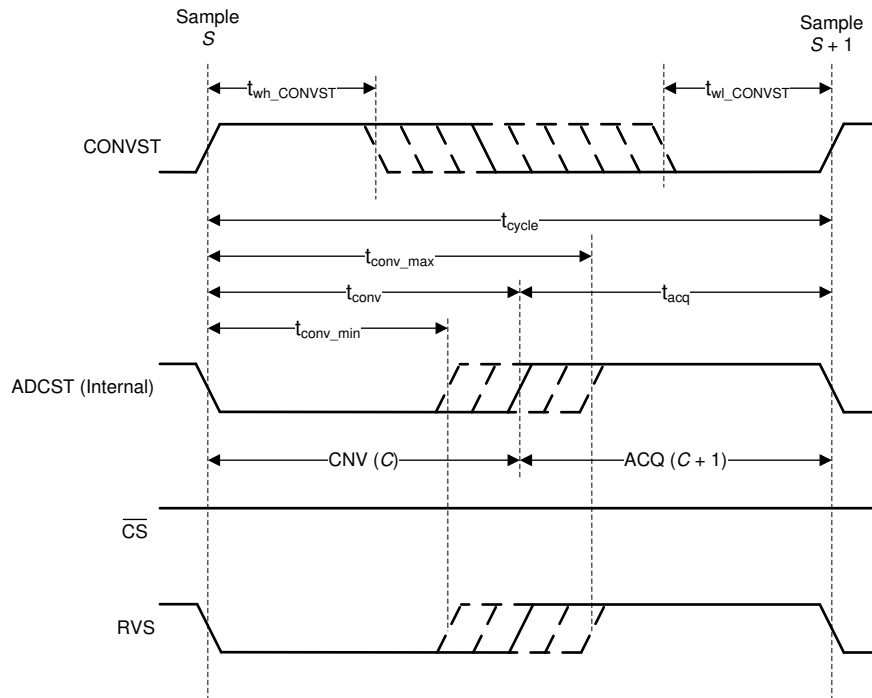 Sample
S
Sample
S + 1
twh_CONVST
twl_CONVST
CONVST
tcycle
tconv_max
tconv
tacq
tconv_min
ADCST (Internal)
CNV (C)
ACQ (C + 1)
CS
RVS